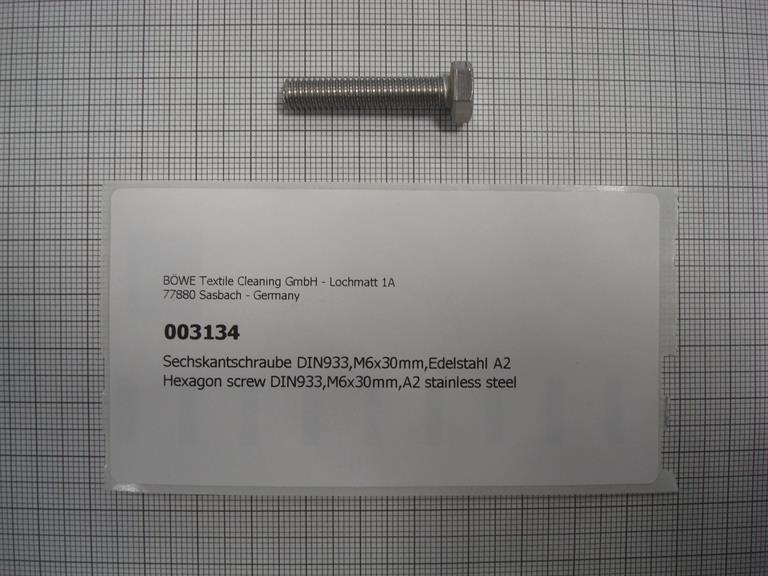 BÖWE Textile Cleaning GmbH - Lochmatt 1A
77880 Sasbach - Germany
003134
Sechskantschraube DIN933,M6x30mm,Edelstahl A2
Hexagon screw DIN933,M6x30mm,A2 stainless steel